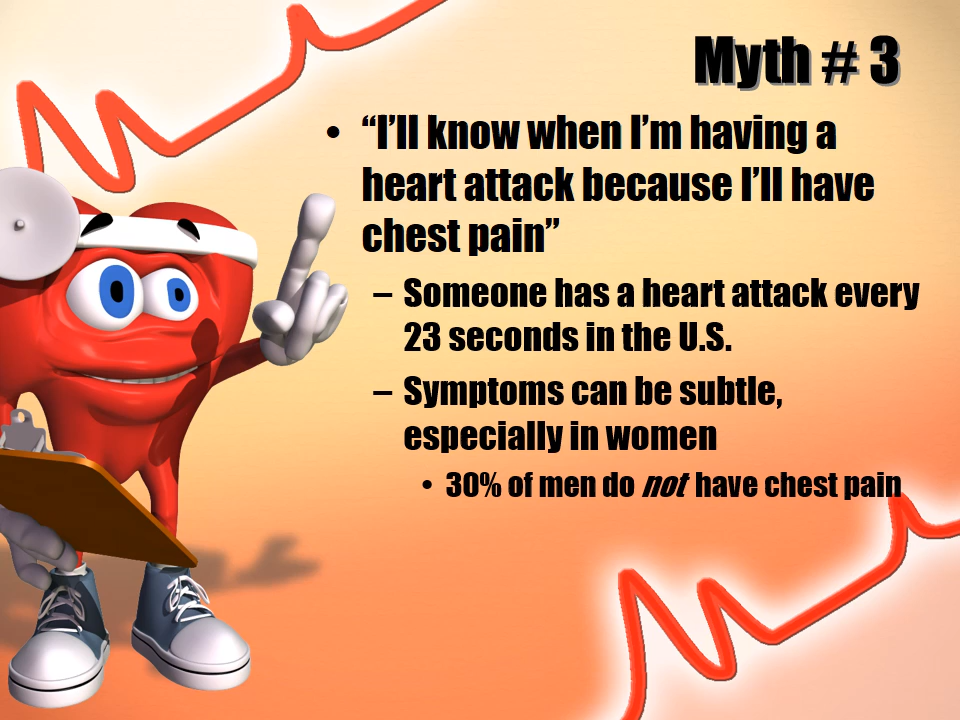 Myth # 3
• “I’ll know when I’m having a
heart attack because I’ll have
chest pain”
– Someone has a heart attack every
23 seconds in the U.S.
– Symptoms can be subtle,
especially in women
• 30% of men do not have chest pain